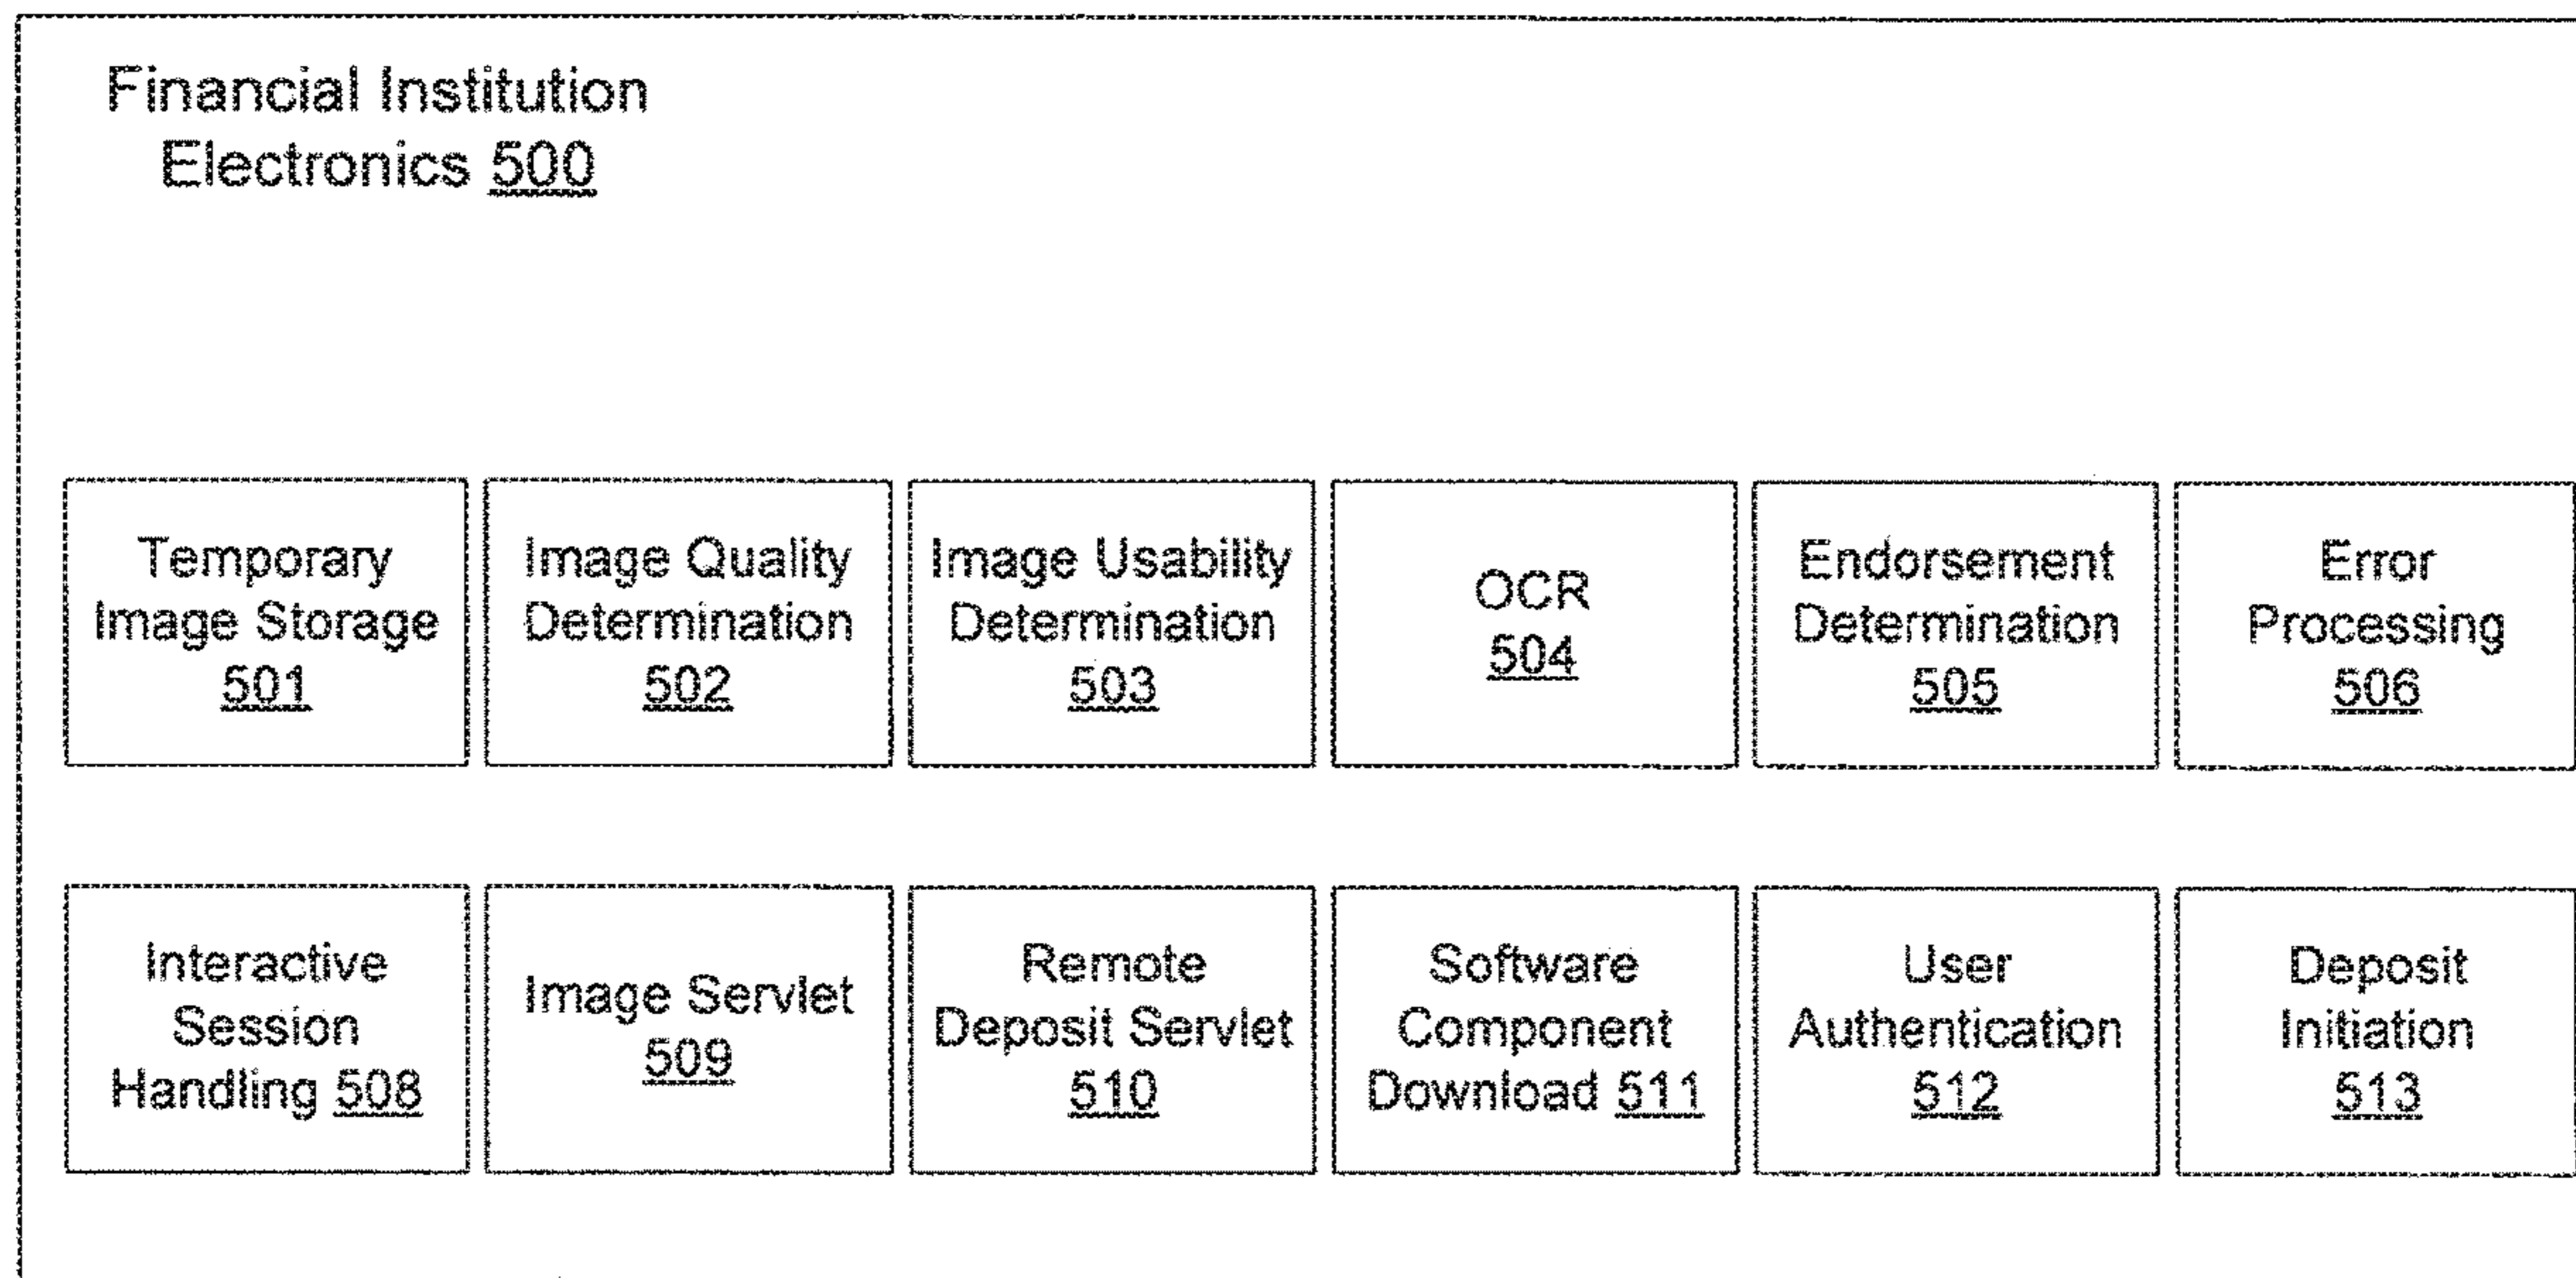 Financial Institution
Electronics 500
Temporary
Image Storage
501
Image Quality
Determination
502
Image Usability
Determination
503
OCR
504
Endorsement
Determination
505
Error
Processing
506
Interactive
Session
Handling 508
Image Servlet
509
Remote
Deposit Servlet
510
Software
Component
Download 511
User
Authentication
512
Deposit
Initiation
513